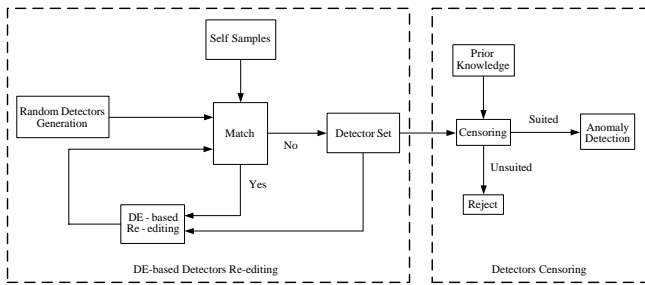 Self Samples
Random Detectors
Generation
Match
No
Detector Set
Yes
DE - based
Re - editing
DE-based Detectors Re-editing
Prior
Knowledge
Censoring
Suited
Anomaly
Detection
Unsuited
Reject
Detectors Censoring